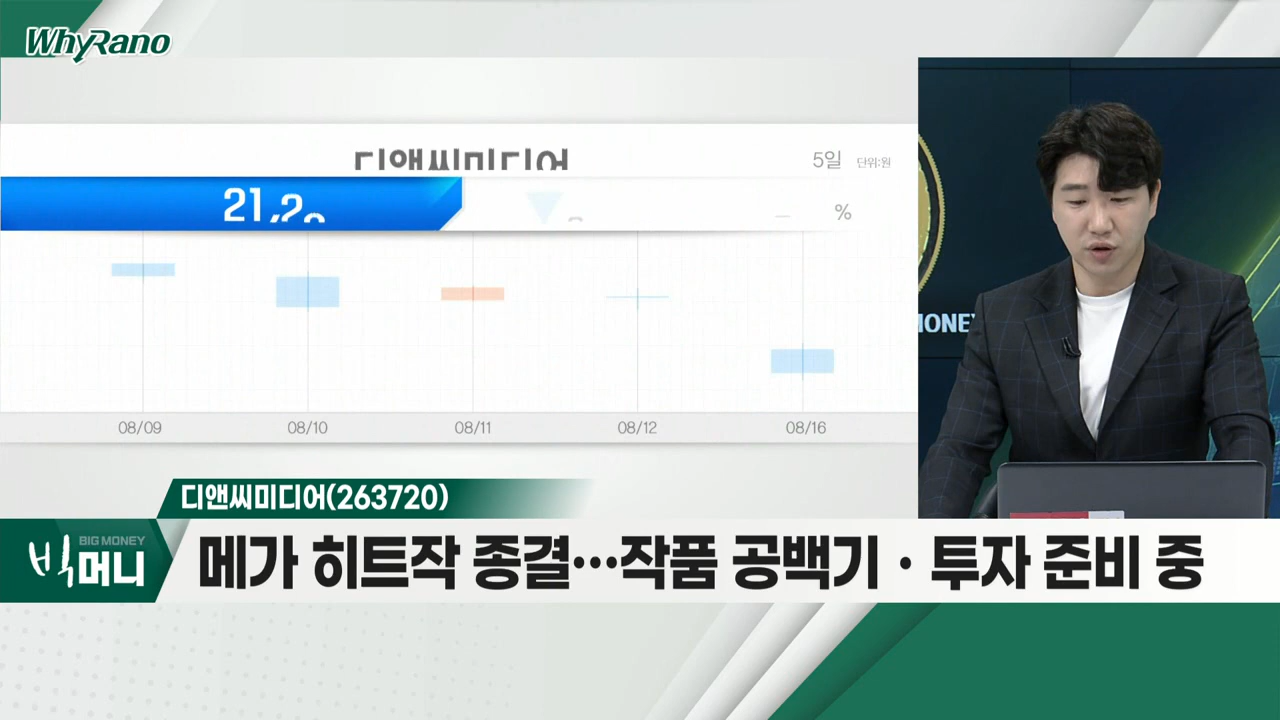 WhyRano
디앤씨미디어
5일 단위:원
%
08/09 08/10 08/11 08/12 08/16
디앤씨미디어(263720)
BIG MONEY
빅머니
메가 히트작 종결…작품 공백기·투자 준비 중